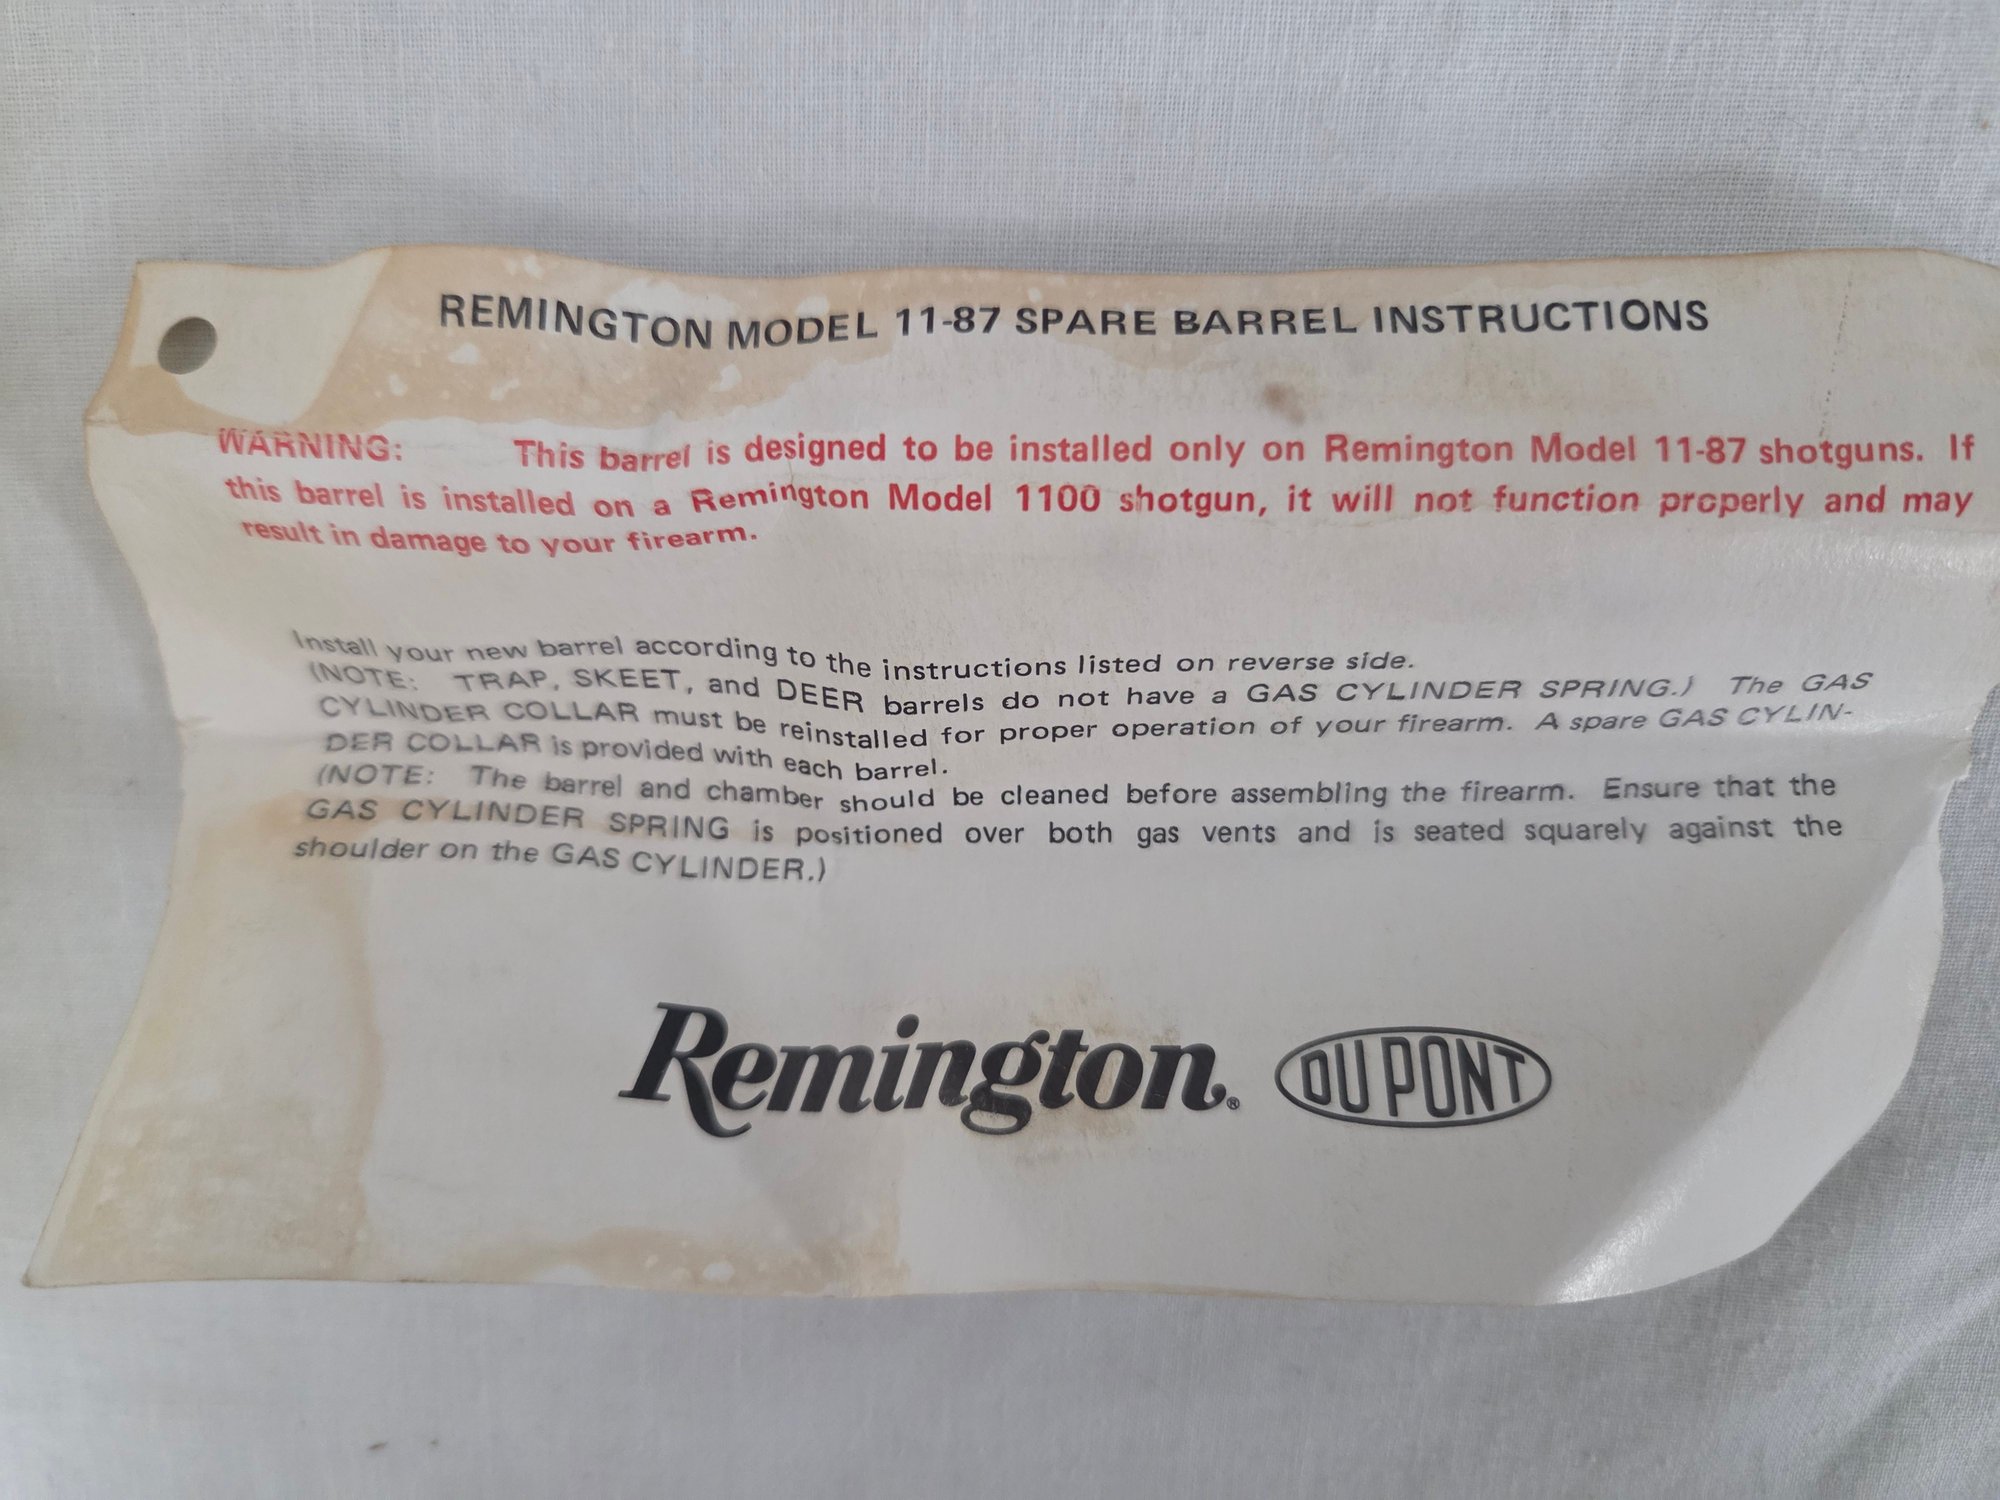 REMINGTON MODEL 11-87 SPARE BARREL INSTRUCTIONS
WARNING: This barrel is designed to be installed only on Remington Model 11-87 shotguns. If
this barrel is installed on a Remington Model 1100 shotgun, it will not function properly and may
result in damage to your firearm.
Install your new barrel according to the instructions listed on reverse side.
(NOTE: TRAP, SKEET, and DEER barrels do not have a GAS CYLINDER SPRING.) The GAS
CYLINDER COLLAR must be reinstalled for proper operation of your firearm. A spare GAS CYLIN-
DER COLLAR is provided with each barrel.
(NOTE: The barrel and chamber should be cleaned before assembling the firearm. Ensure that the
GAS CYLINDER SPRING is positioned over both gas vents and is seated squarely against the
shoulder on the GAS CYLINDER.)
Remington® DU PONT